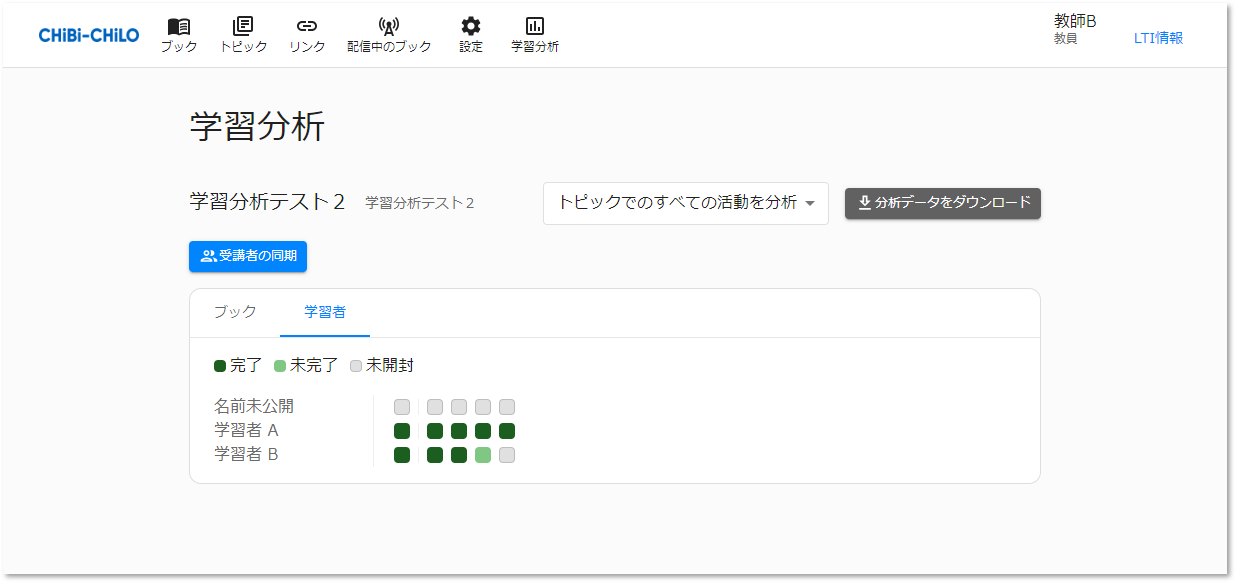 CHiBi-CHiLO
ブック
トピック
リンク
配信中のブック
設定
学習分析
教師B
教員
LTI情報
学習分析
学習分析テスト2 学習分析テスト2
トピックでのすべての活動を分析
分析データをダウンロード
受講者の同期
ブック
学習者
完了 未完了 未開封
名前未公開
学習者 A
学習者 B